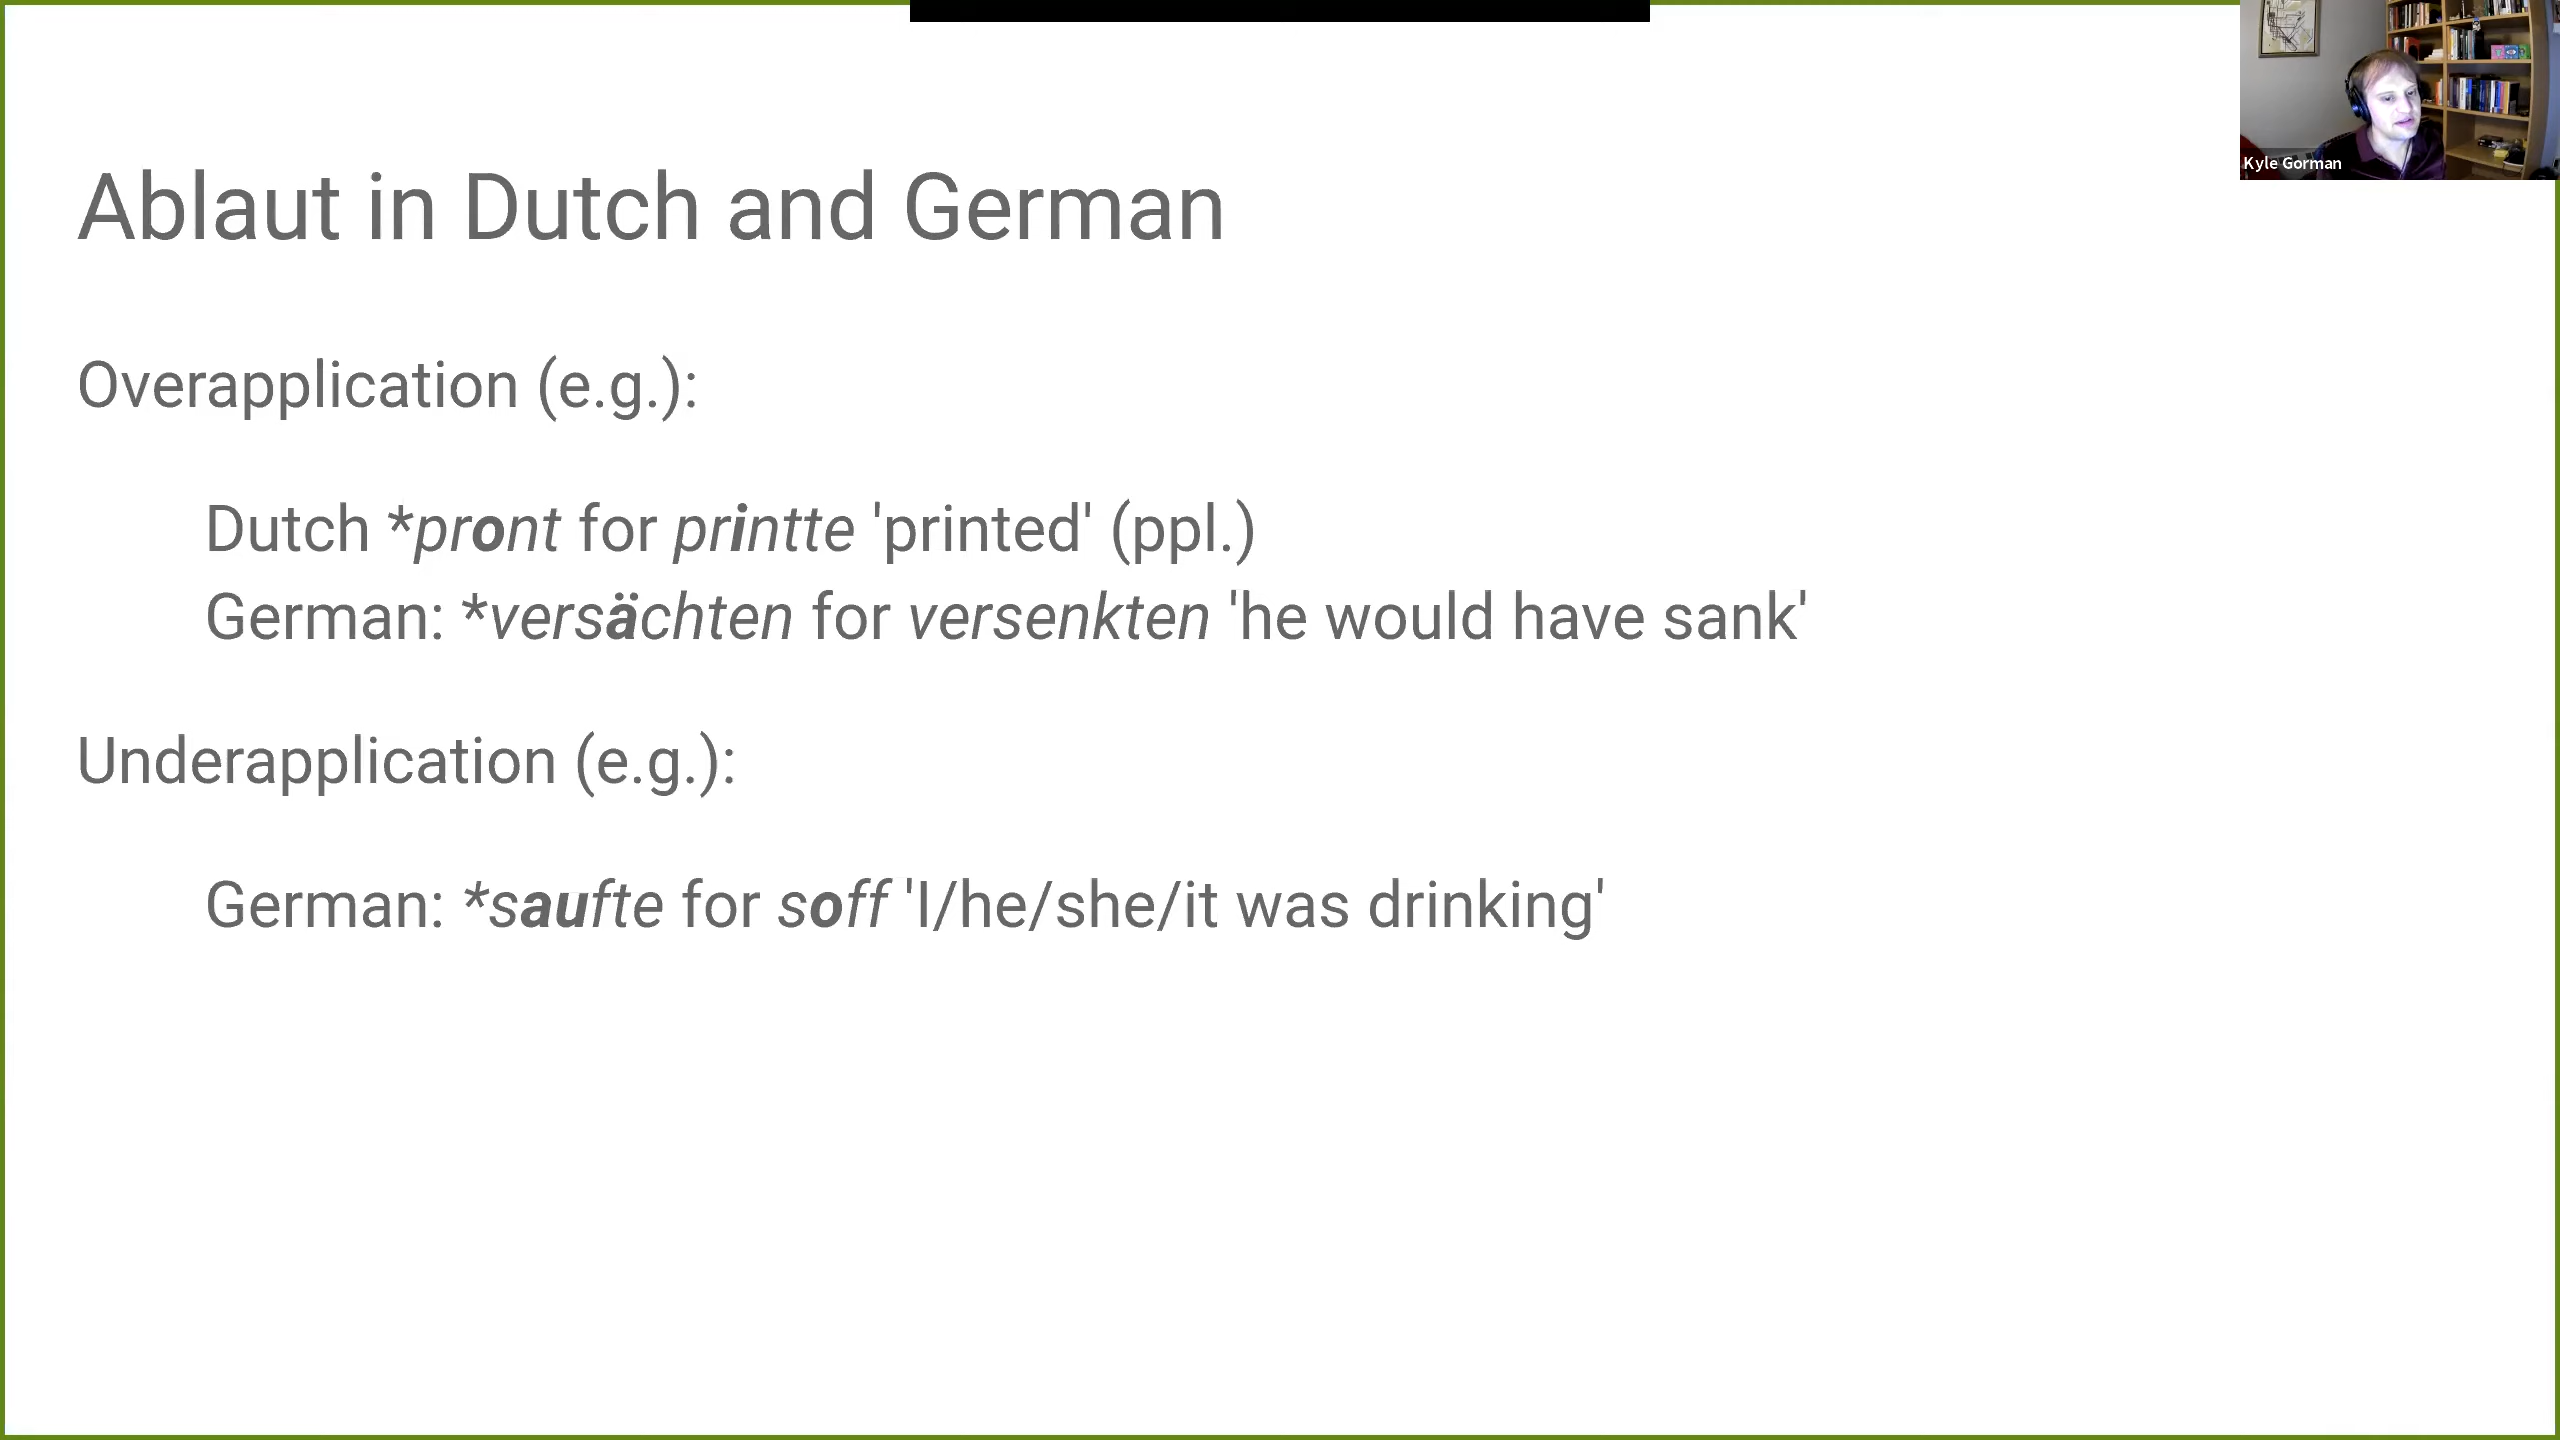 Kyle Gorman
Ablaut in Dutch and German
Overapplication (e.g.):
Dutch *pront for printte 'printed' (ppl.)
German: *versächten for versenkten 'he would have sank'
Underapplication (e.g.):
German: *saufte for soff 'I/he/she/it was drinking'